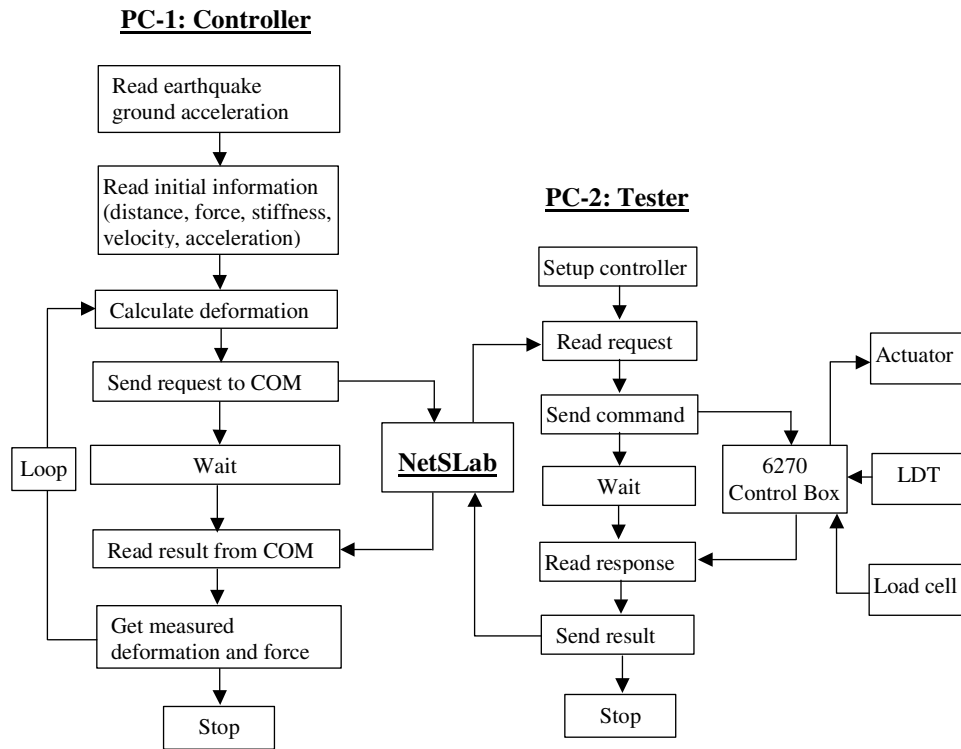 PC-1: Controller
Read earthquake
ground acceleration
Read initial information
(distance, force, stiffness,
velocity, acceleration)
Calculate deformation
Send request to COM
Wait
Loop
Read result from COM
Get measured
deformation and force
Stop
NetSLab
PC-2: Tester
Setup controller
Read request
Send command
Wait
Read response
Send result
Stop
6270
Control Box
Actuator
LDT
Load cell